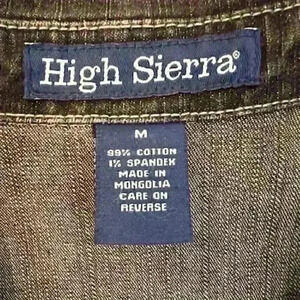 High Sierra®
M
99% COTTON
1% SPANDEX
MADE IN
MONGOLIA
CARE ON
REVERSE